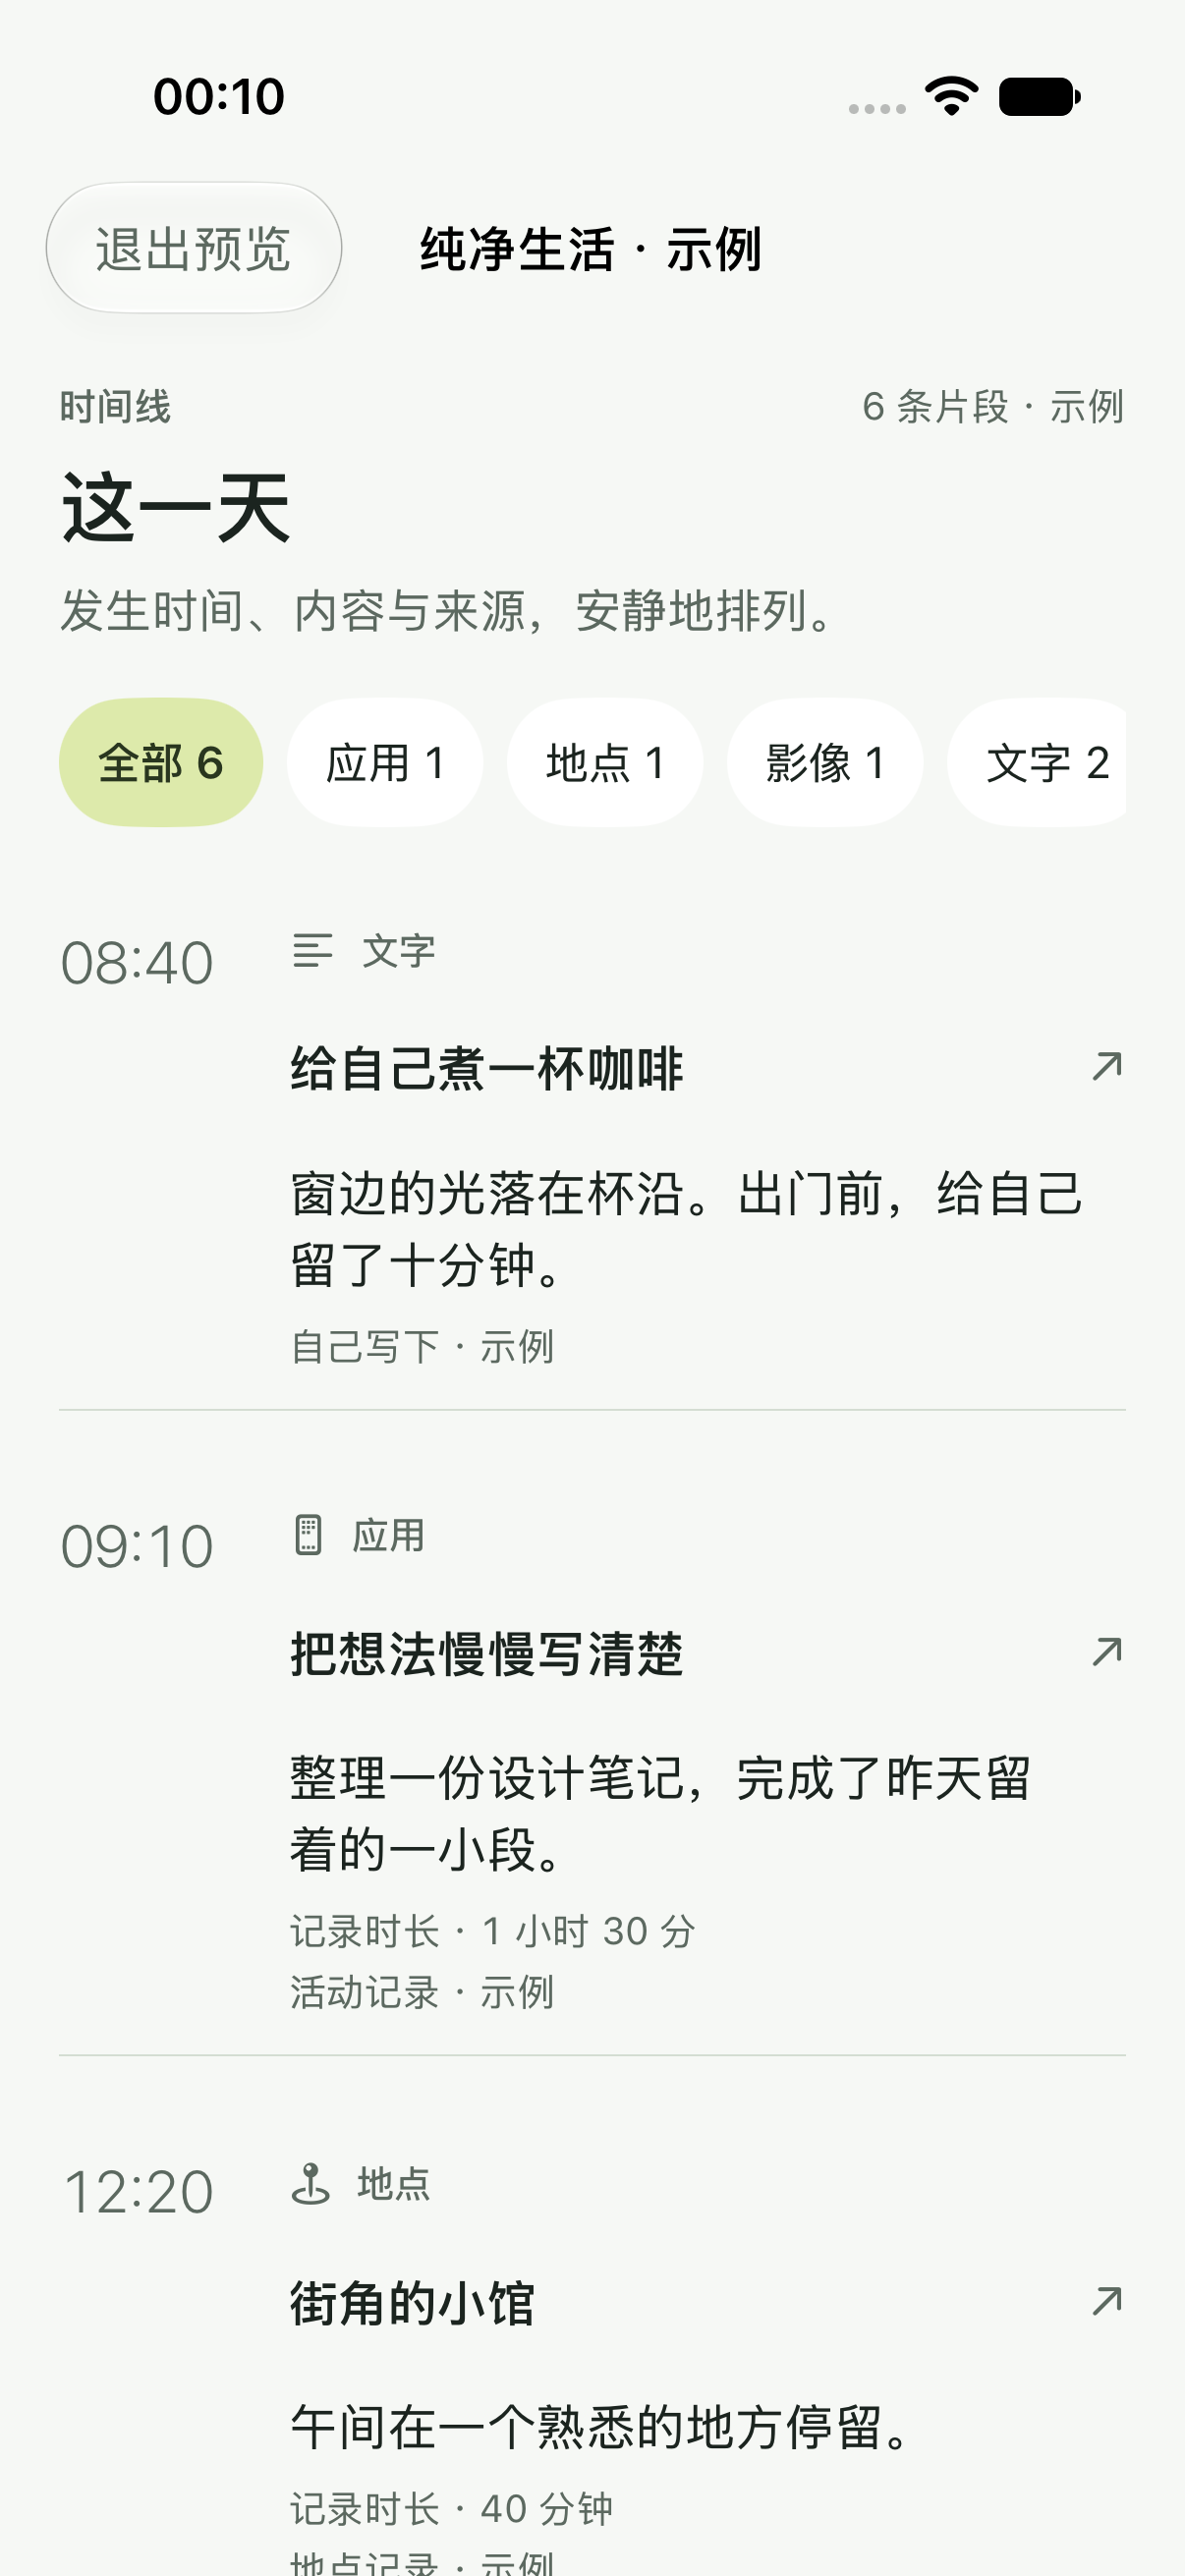 00:10
退出预览
纯净生活 · 示例
时间线
6 条片段 · 示例
这一天
发生时间、内容与来源，安静地排列。
全部 6
应用 1
地点 1
影像 1
文字 2
08:40
文字
给自己煮一杯咖啡
窗边的光落在杯沿。出门前，给自己
留了十分钟。
自己写下 · 示例
09:10
应用
把想法慢慢写清楚
整理一份设计笔记，完成了昨天留
着的一小段。
记录时长 · 1 小时 30 分
活动记录 · 示例
12:20
地点
街角的小馆
午间在一个熟悉的地方停留。
记录时长 · 40 分钟
地点记录 · 示例